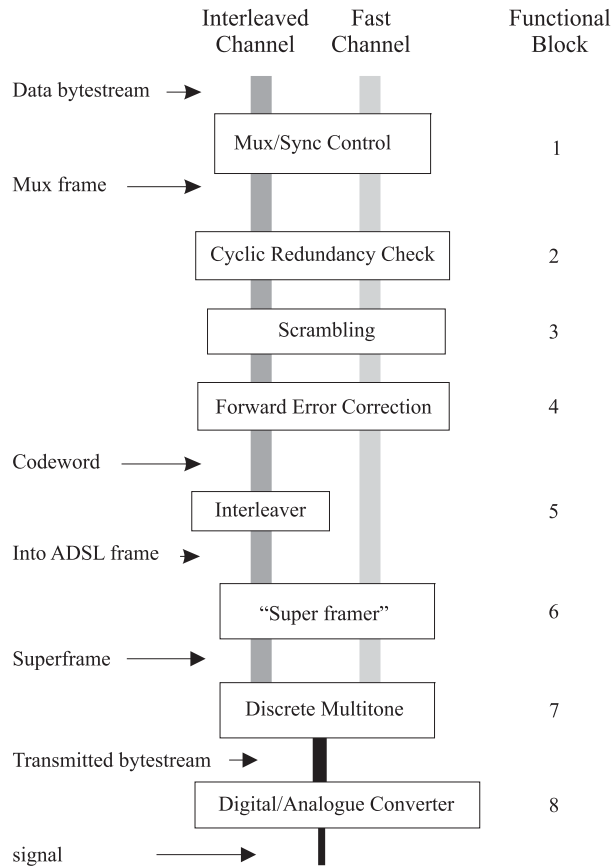 Interleaved Channel
Fast Channel
Functional Block
Data bytestream
Mux/Sync Control
1
Mux frame
Cyclic Redundancy Check
2
Scrambling
3
Forward Error Correction
4
Codeword
Interleaver
5
Into ADSL frame
“Super framer”
6
Superframe
Discrete Multitone
7
Transmitted bytestream
Digital/Analogue Converter
8
signal